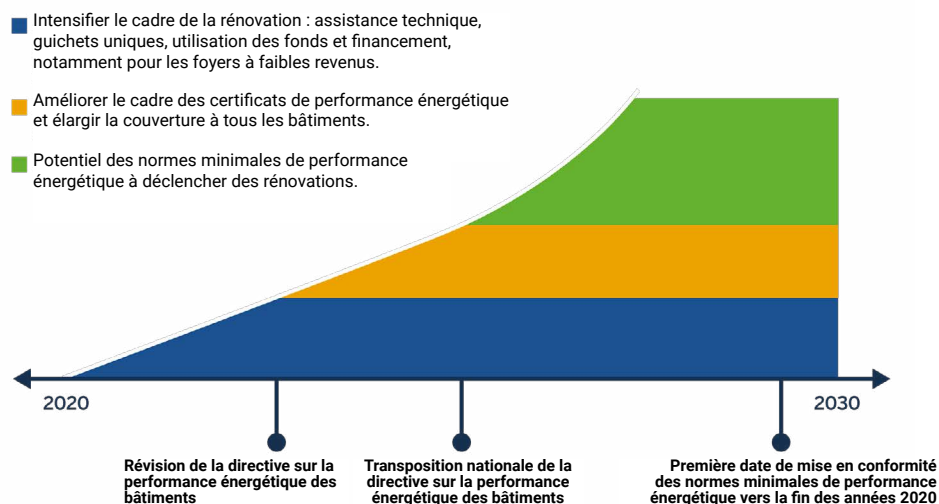 Intensifier le cadre de la rénovation : assistance technique,
guichets uniques, utilisation des fonds et financement,
notamment pour les foyers à faibles revenus.
Améliorer le cadre des certificats de performance énergétique
et élargir la couverture à tous les bâtiments.
Potentiel des normes minimales de performance
énergétique à déclencher des rénovations.
2020
2030
Révision de la directive sur la
performance énergétique des
bâtiments
Transposition nationale de la
directive sur la performance
énergétique des bâtiments
Première date de mise en conformité
des normes minimales de performance
énergétique vers la fin des années 2020